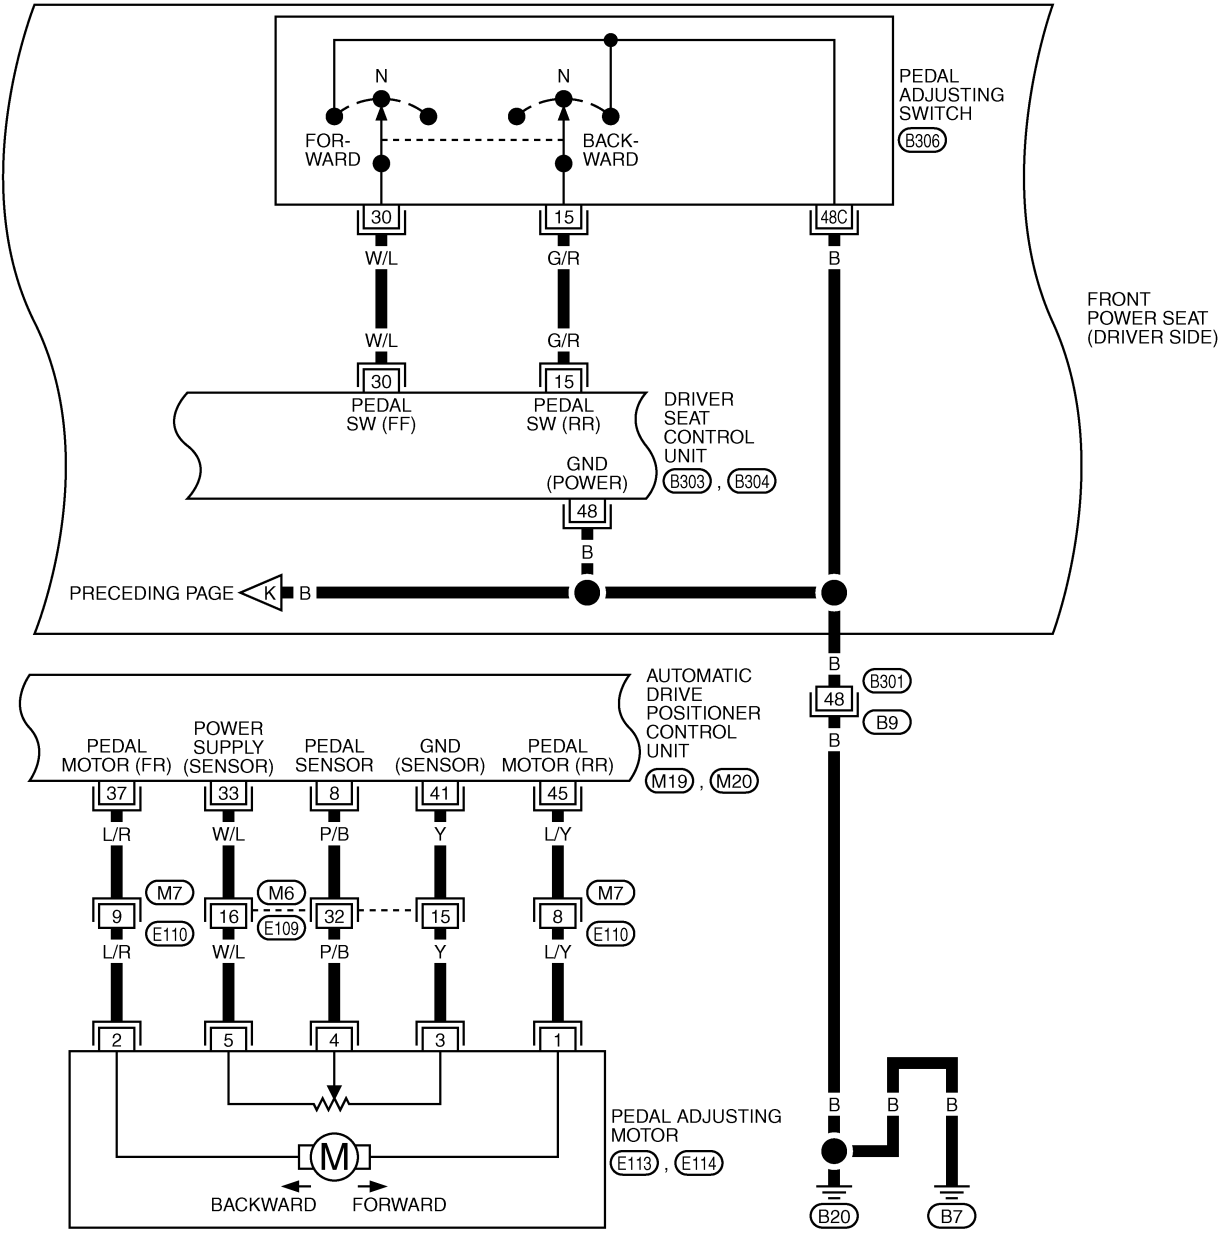 N
N
FOR-
WARD
BACK-
WARD
PEDAL
ADJUSTING
SWITCH
B306
30
15
48C
W/L
G/R
B
FRONT
POWER SEAT
(DRIVER SIDE)
W/L
G/R
30
15
PEDAL
SW (FF)
PEDAL
SW (RR)
GND
(POWER)
DRIVER
SEAT
CONTROL
UNIT
B303 , B304
48
B
PRECEDING PAGE
K
B
B
48
B301
B9
B
AUTOMATIC
DRIVE
POSITIONER
CONTROL
UNIT
M19 , M20
PEDAL
MOTOR (FR)
POWER
SUPPLY
(SENSOR)
PEDAL
SENSOR
GND
(SENSOR)
PEDAL
MOTOR (RR)
37
33
8
41
45
L/R
W/L
P/B
Y
L/Y
M7
M6
M7
9
16
32
15
8
E110
E109
E110
L/R
W/L
P/B
Y
L/Y
2
5
4
3
1
M
BACKWARD
FORWARD
PEDAL ADJUSTING
MOTOR
E113 , E114
B
B
B
B20
B7